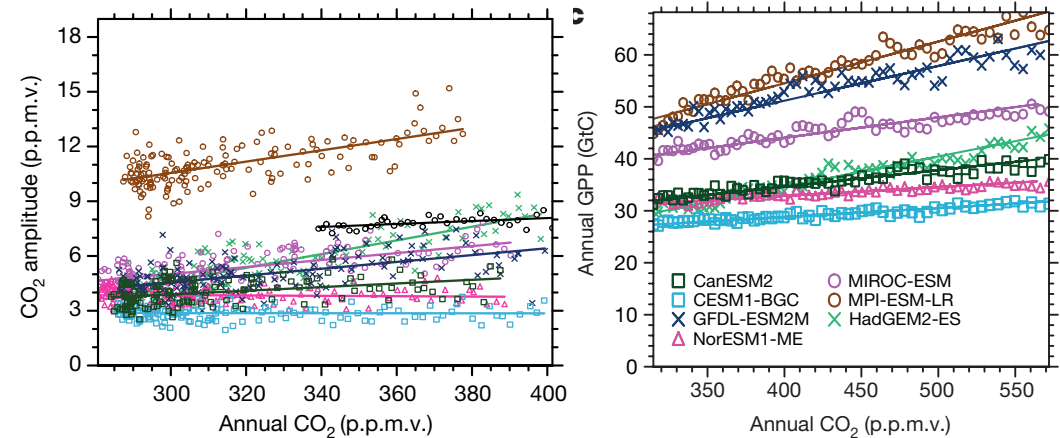 18
15
12
9
6
3
0
CO2 amplitude (p.p.m.v.)
300 320 340 360 380 400
Annual CO2 (p.p.m.v.)
c
60
50
40
30
20
10
0
Annual GPP (GtC)
CanESM2
CESM1-BGC
GFDL-ESM2M
NorESM1-ME
MIROC-ESM
MPI-ESM-LR
HadGEM2-ES
350 400 450 500 550
Annual CO2 (p.p.m.v.)